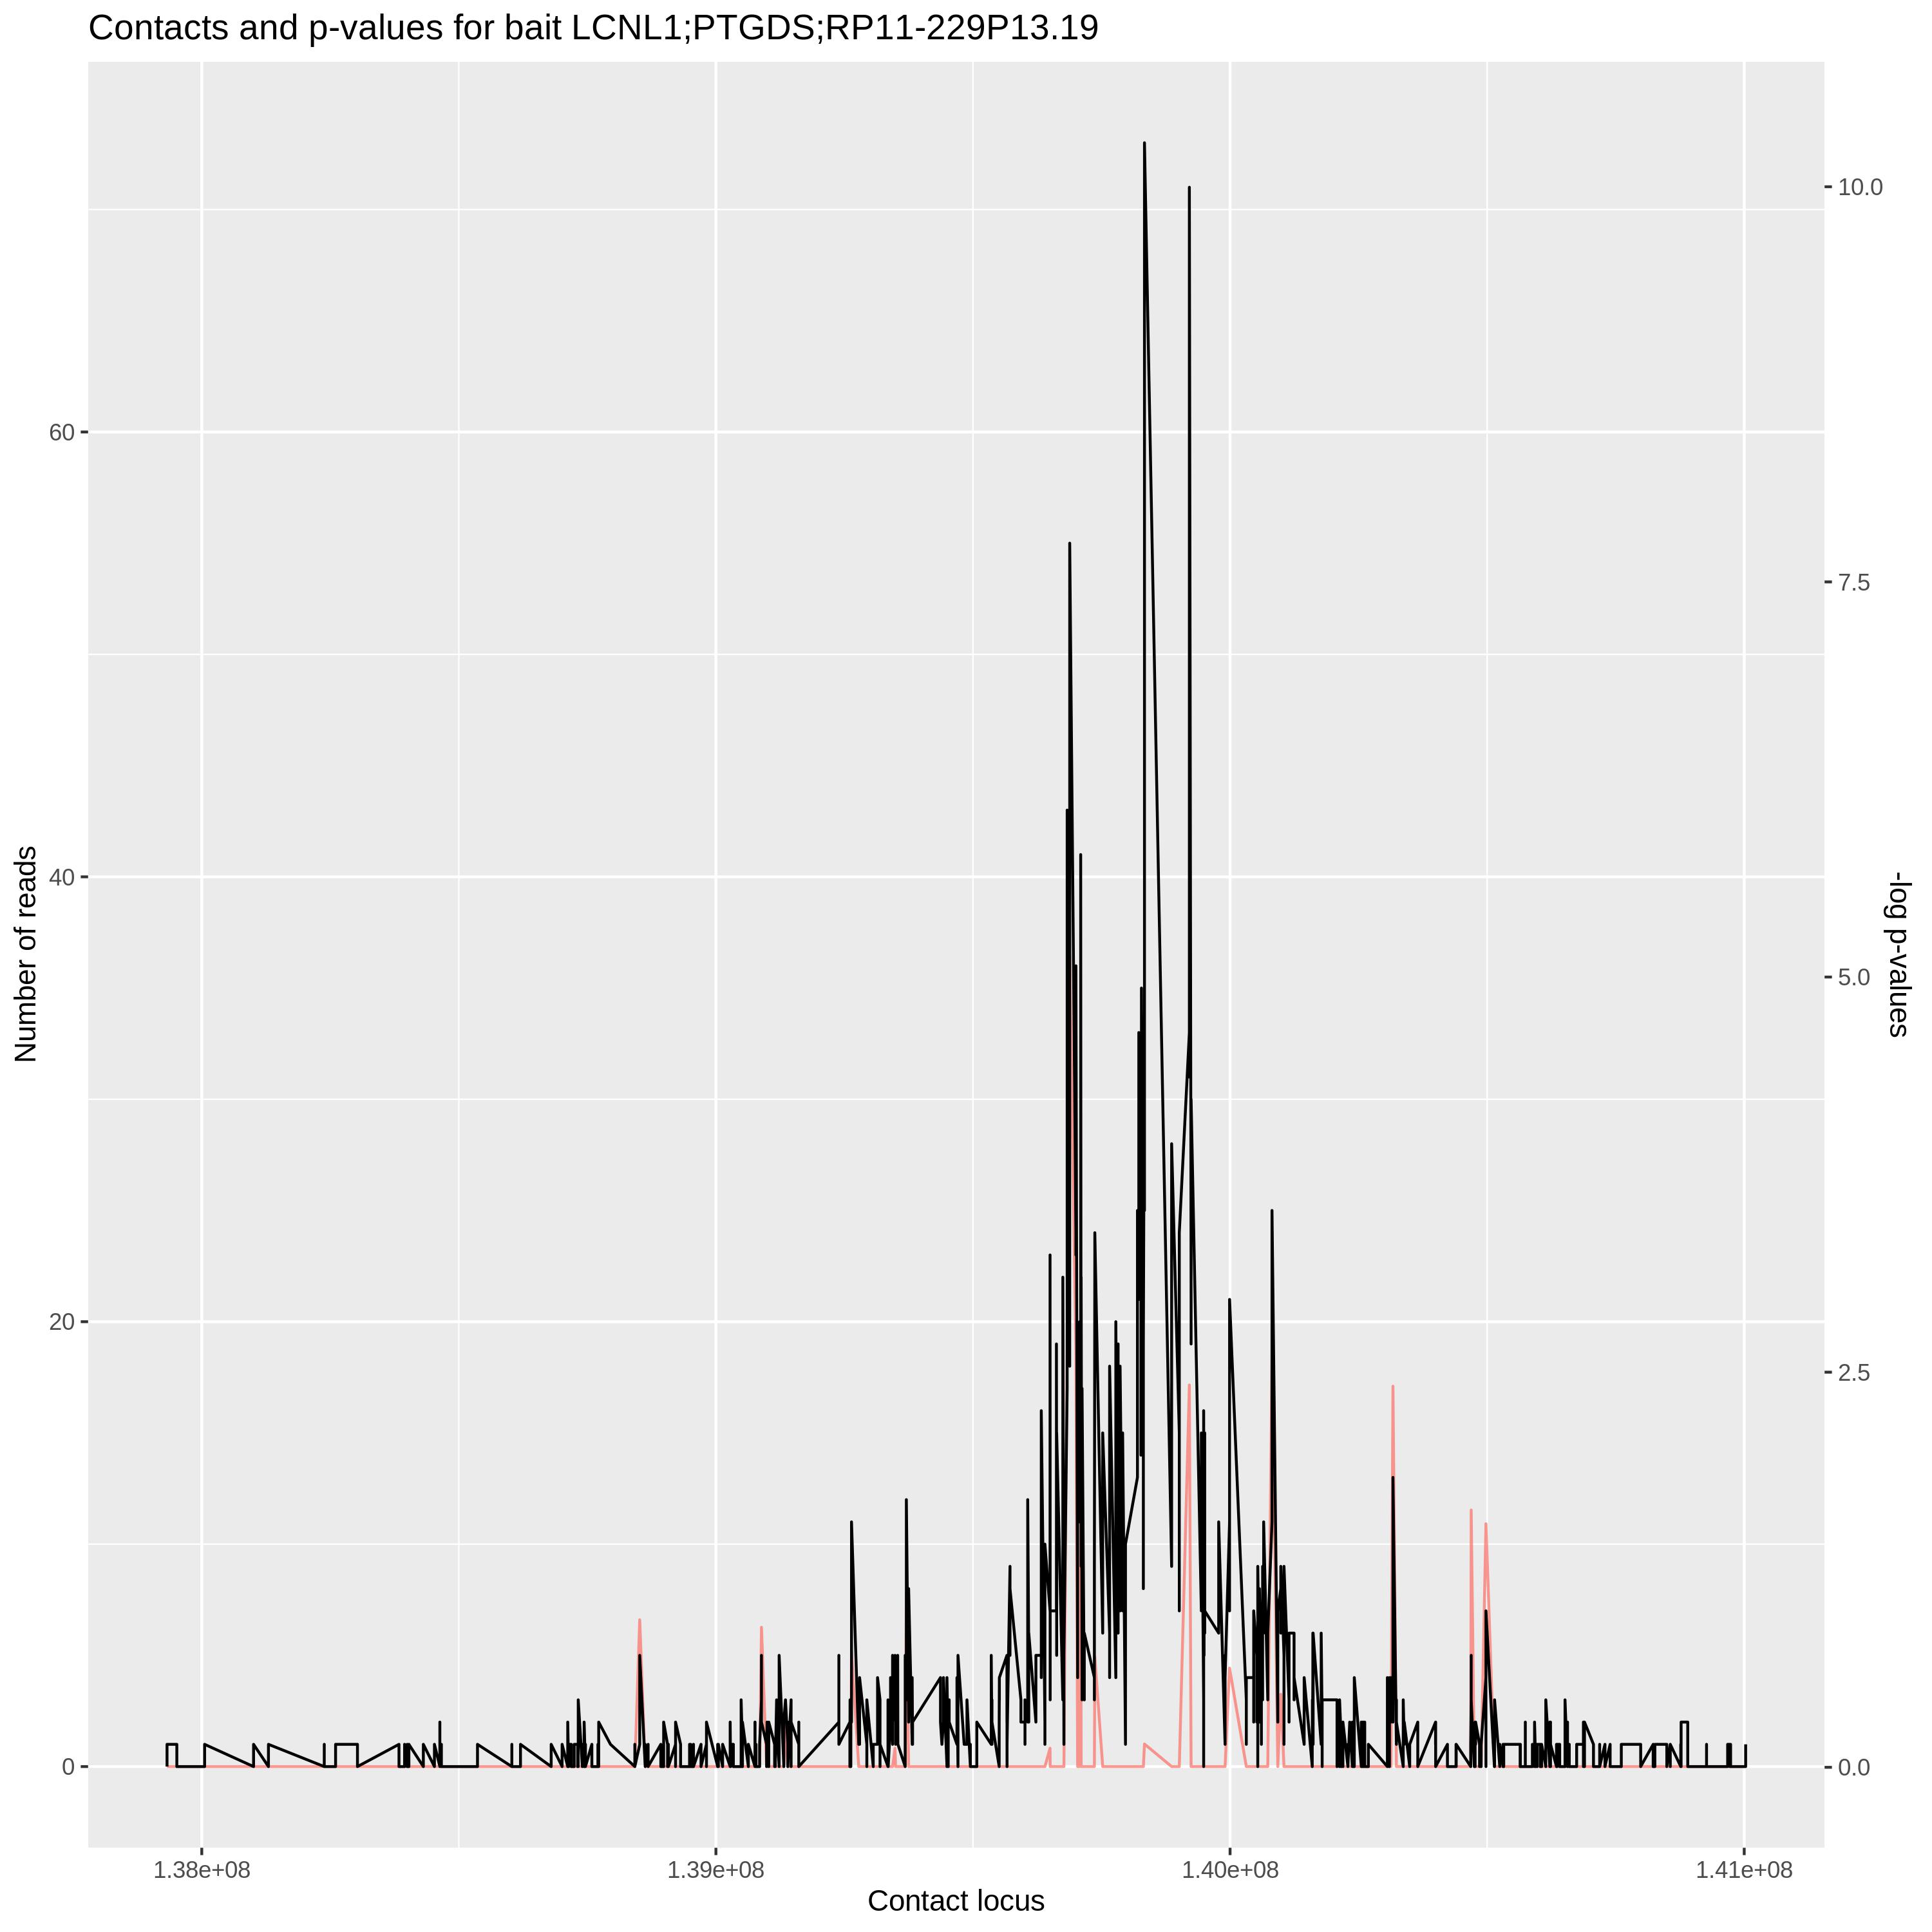 Contacts and p-values for bait LCNL1;PTGDS;RP11-229P13.19
10.0
60
7.5
Number of reads
40
5.0
-log p-values
20
2.5
0
0.0
1.38e+08
1.39e+08
1.40e+08
1.41e+08
Contact locus